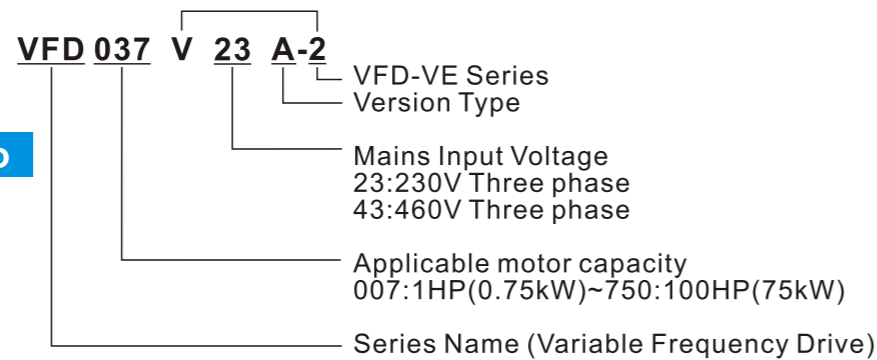 VFD 037 V 23 A-2
VFD-VE Series
Version Type
Mains Input Voltage
23:230V Three phase
43:460V Three phase
Applicable motor capacity
007:1HP(0.75kW)~750:100HP(75kW)
Series Name (Variable Frequency Drive)